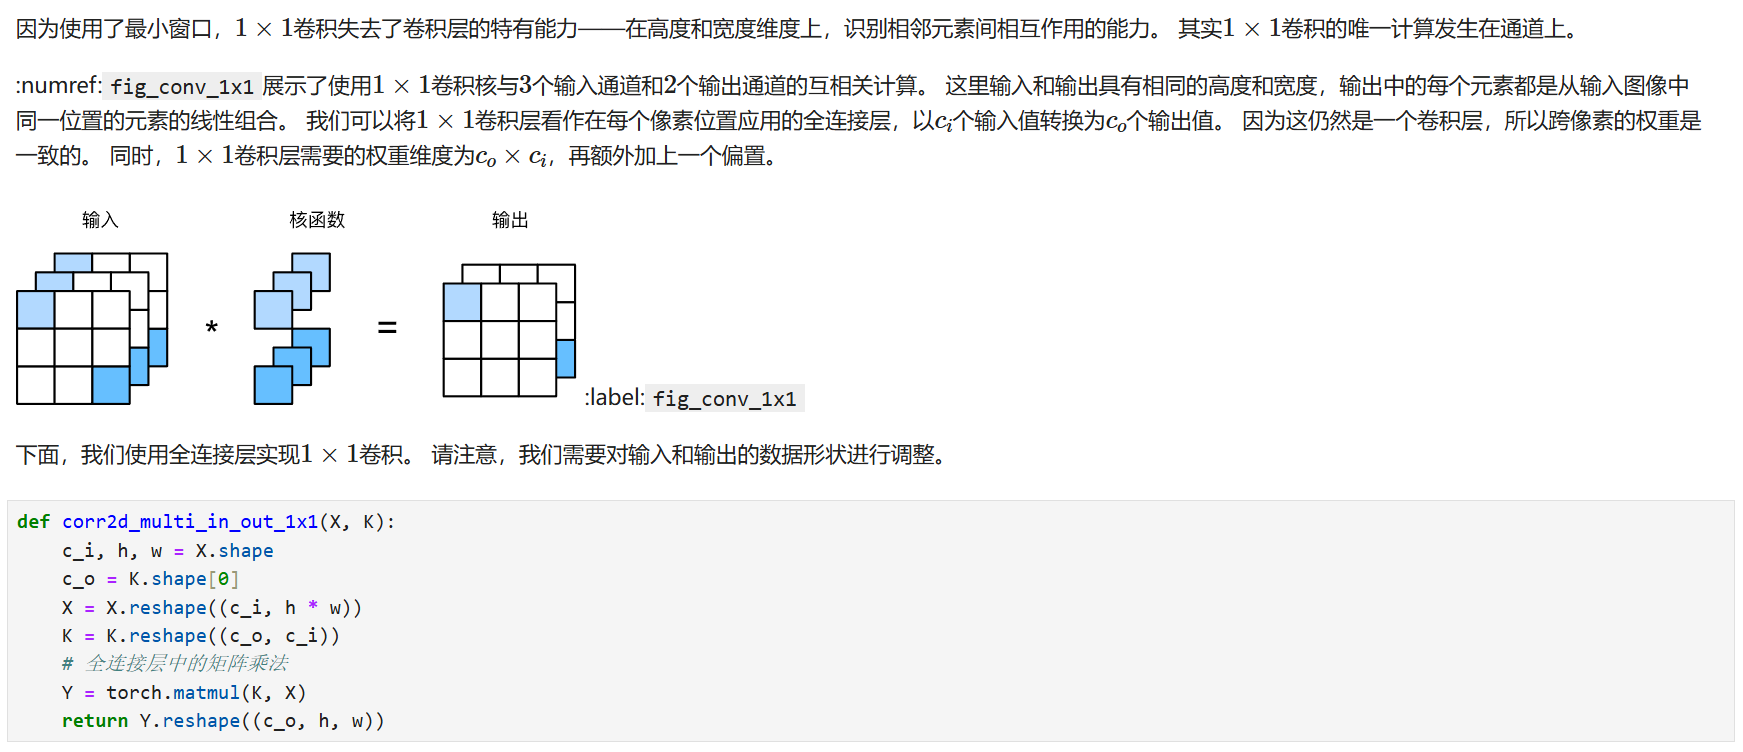 因为使用了最小窗口，1 × 1卷积失去了卷积层的特有能力——在高度和宽度维度上，识别相邻元素间相互作用的能力。 其实1 × 1卷积的唯一计算发生在通道上。
:numref: fig_conv_1x1 展示了使用1 × 1卷积核与3个输入通道和2个输出通道的互相关计算。 这里输入和输出具有相同的高度和宽度，输出中的每个元素都是从输入图像中
同一位置的元素的线性组合。 我们可以将1 × 1卷积层看作在每个像素位置应用的全连接层，以cᵢ个输入值转换为cₒ个输出值。 因为这仍然是一个卷积层，所以跨像素的权重是
一致的。 同时，1 × 1卷积层需要的权重维度为cₒ × cᵢ，再额外加上一个偏置。
输入 核函数 输出
* =
:label: fig_conv_1x1
下面，我们使用全连接层实现1 × 1卷积。 请注意，我们需要对输入和输出的数据形状进行调整。
def corr2d_multi_in_out_1x1(X, K):
    c_i, h, w = X.shape
    c_o = K.shape[0]
    X = X.reshape((c_i, h * w))
    K = K.reshape((c_o, c_i))
    # 全连接层中的矩阵乘法
    Y = torch.matmul(K, X)
    return Y.reshape((c_o, h, w))